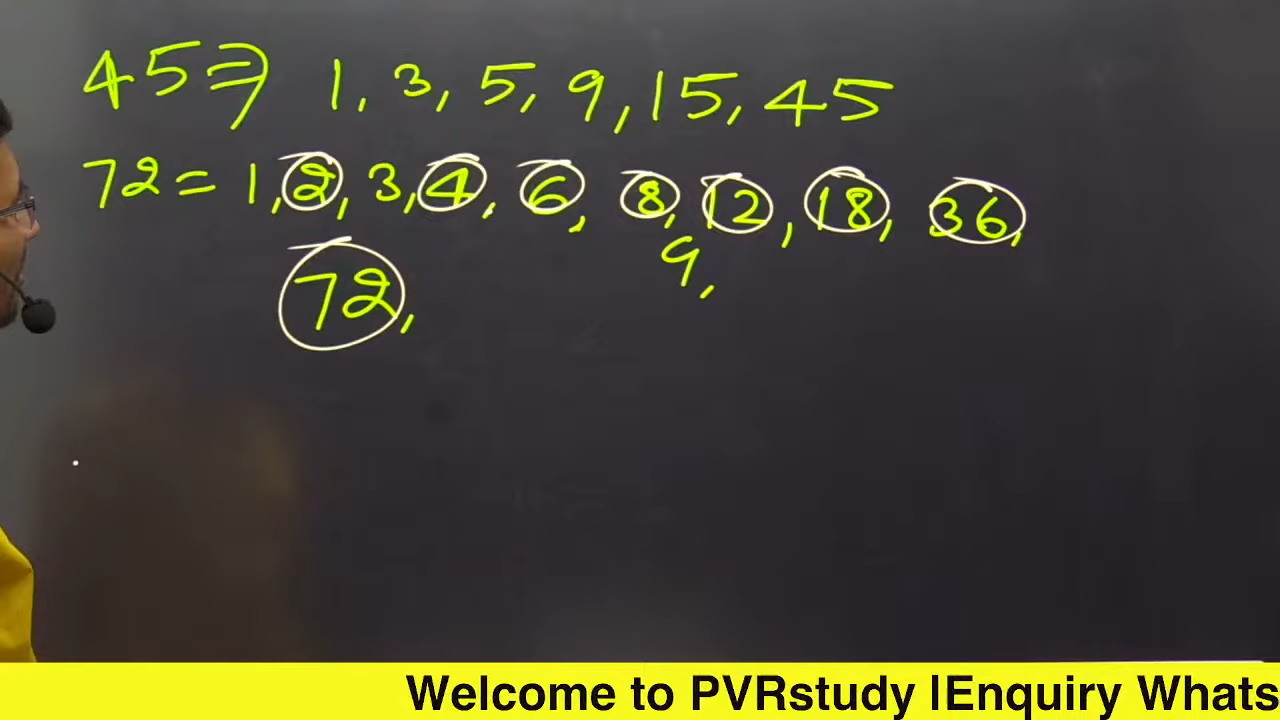 45⇒ 1, 3, 5, 9, 15, 45
72= 1, 2, 3, 4, 6, 8, 12, 18, 36,
9,
72,
Welcome to PVRstudy IEnquiry Whats